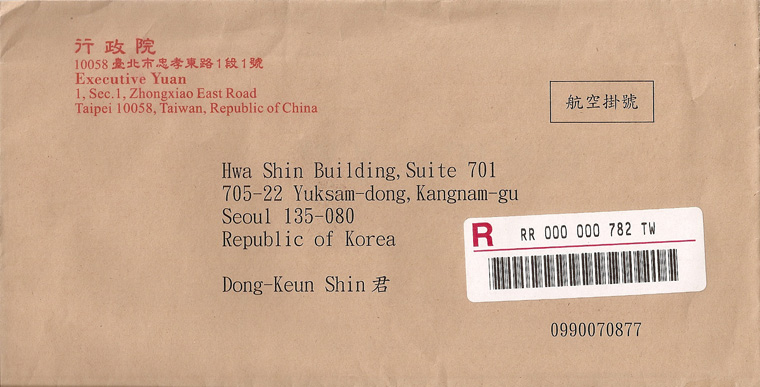 行政院
10058 臺北市忠孝東路1段1號
Executive Yuan
1, Sec.1, Zhongxiao East Road
Taipei 10058, Taiwan, Republic of China
航空掛號
Hwa Shin Building,Suite 701
705-22 Yuksam-dong,Kangnam-gu
Seoul 135-080
Republic of Korea
Dong-Keun Shin 君
R RR 000 000 782 TW
0990070877